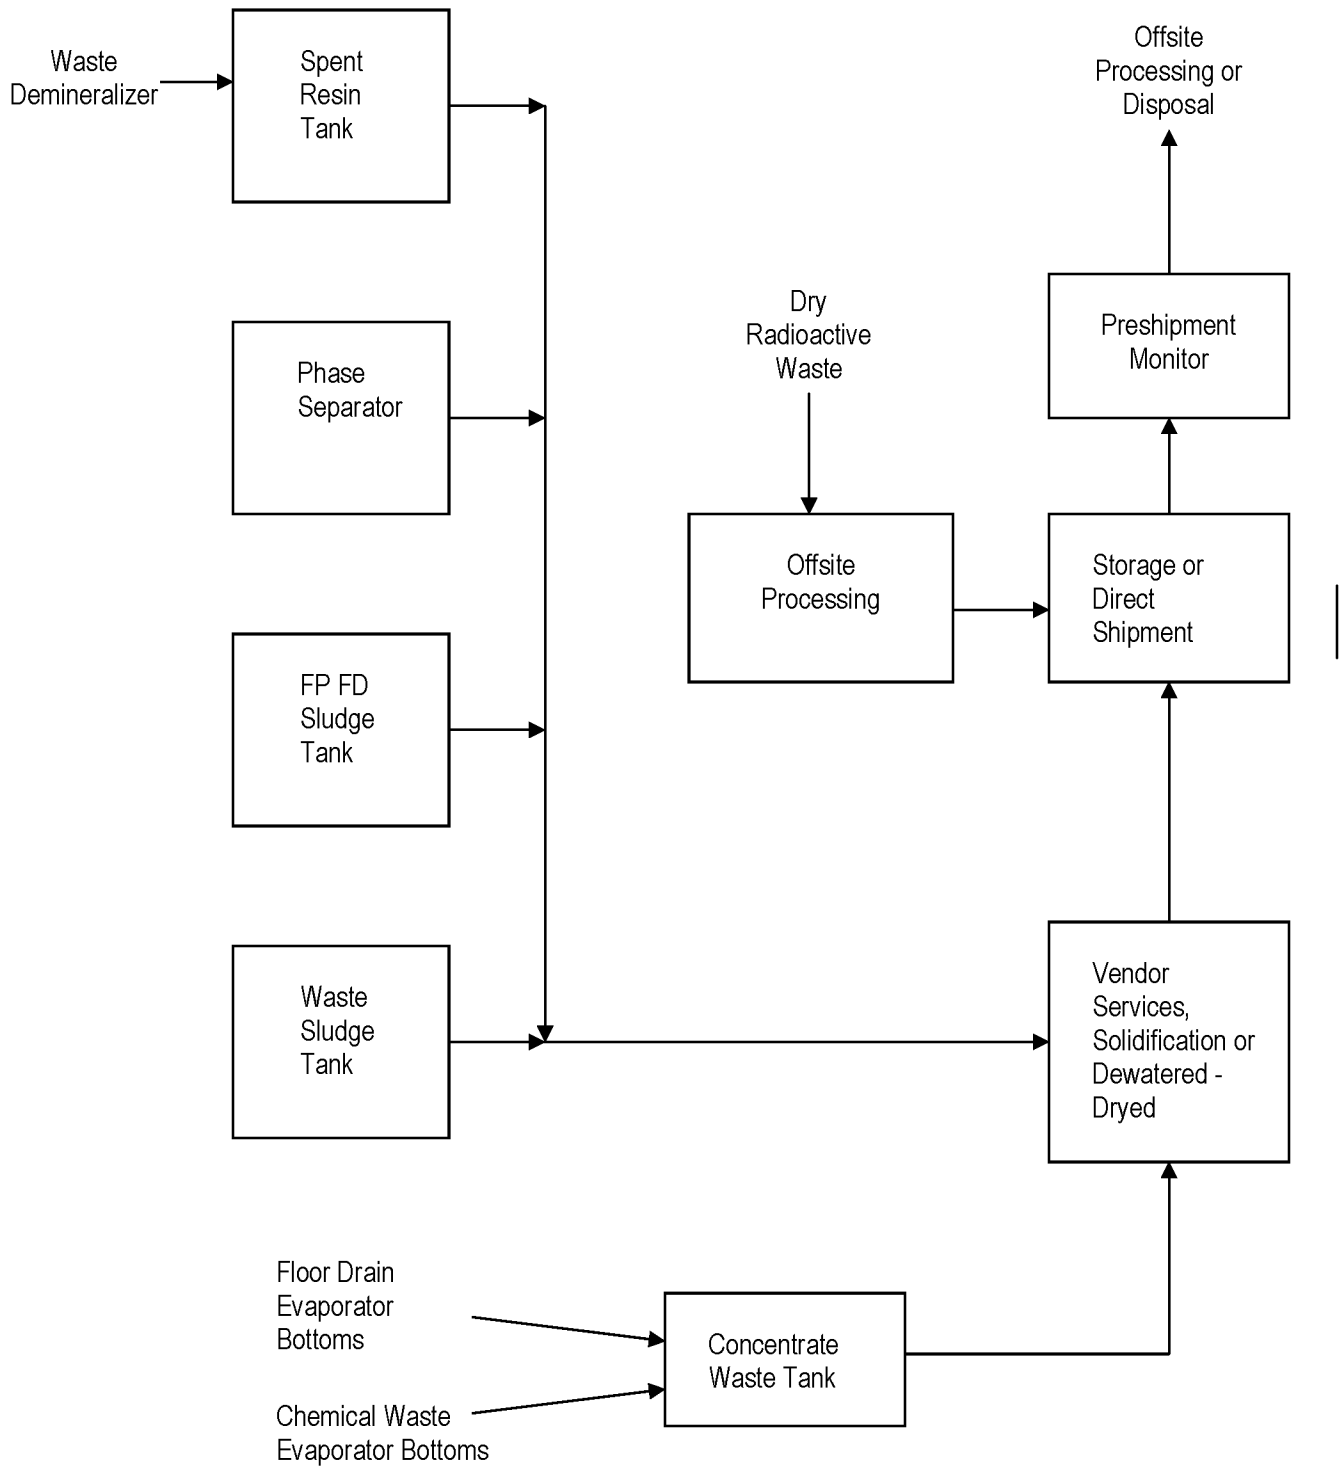 Waste
Demineralizer
Spent
Resin
Tank
Offsite
Processing or
Disposal
Phase
Separator
Dry
Radioactive
Waste
Preshipment
Monitor
Offsite
Processing
Storage or
Direct
Shipment
FP FD
Sludge
Tank
Waste
Sludge
Tank
Vendor
Services,
Solidification or
Dewatered -
Dryed
Floor Drain
Evaporator
Bottoms
Concentrate
Waste Tank
Chemical Waste
Evaporator Bottoms